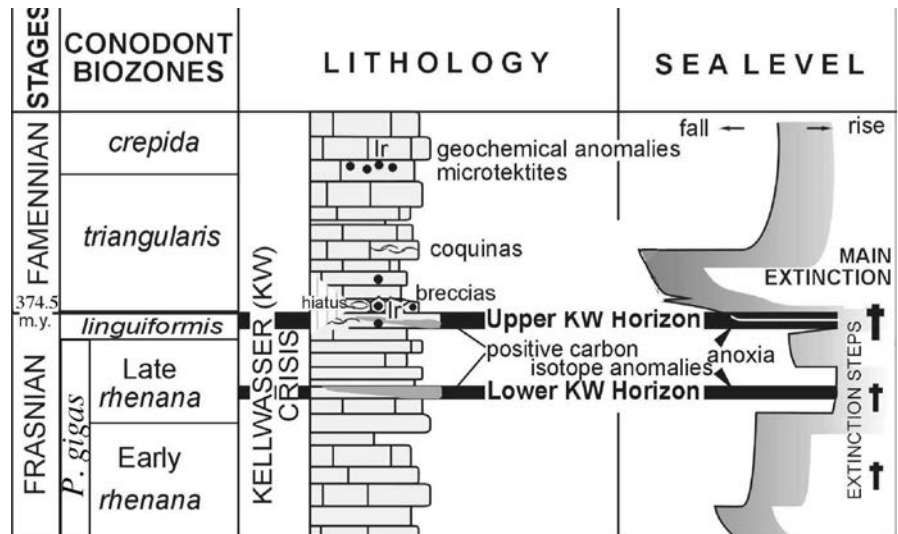 STAGES
CONODONT
BIOZONES
LITHOLOGY
SEA LEVEL
FAMENNIAN
crepida
triangularis
374.5
m.y.
FRASNIAN
linguiformis
P. gigas
Late
rhenana
Early
rhenana
KELLWASSER (KW)
CRISIS
Ir
geochemical anomalies
microtektites
coquinas
hiatus
breccias
Ir
Upper KW Horizon
positive carbon
isotope anomalies
anoxia
Lower KW Horizon
fall
rise
MAIN
EXTINCTION
EXTINCTION STEPS